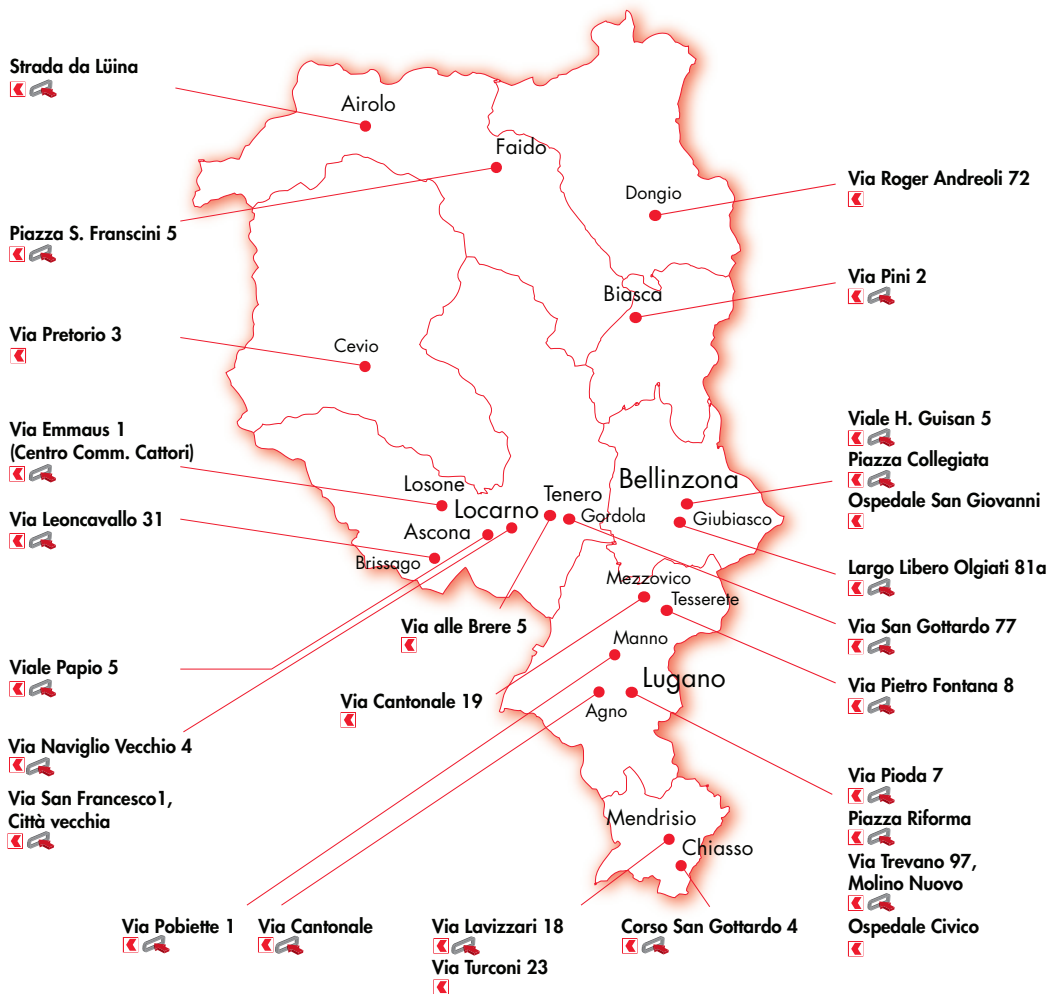 Strada da Lüina
Airolo
Faido
Dongio
Via Roger Andreoli 72
Piazza S. Franscini 5
Via Pini 2
Biasca
Via Pretorio 3
Cevio
Via Emmaus 1
(Centro Comm. Cattori)
Viale H. Guisan 5
Piazza Collegiata
Ospedale San Giovanni
Losone
Locarno
Tenero
Gordola
Bellinzona
Giubiasco
Via Leoncavallo 31
Ascona
Brissago
Largo Libero Olgiati 81a
Mezzovico
Tesserete
Via alle Brere 5
Via San Gottardo 77
Manno
Viale Papio 5
Via Cantonale 19
Lugano
Agno
Via Pietro Fontana 8
Via Naviglio Vecchio 4
Via San Francesco1,
Città vecchia
Via Pioda 7
Piazza Riforma
Via Trevano 97,
Molino Nuovo
Ospedale Civico
Mendrisio
Chiasso
Via Pobiette 1
Via Cantonale
Via Lavizzari 18
Via Turconi 23
Corso San Gottardo 4